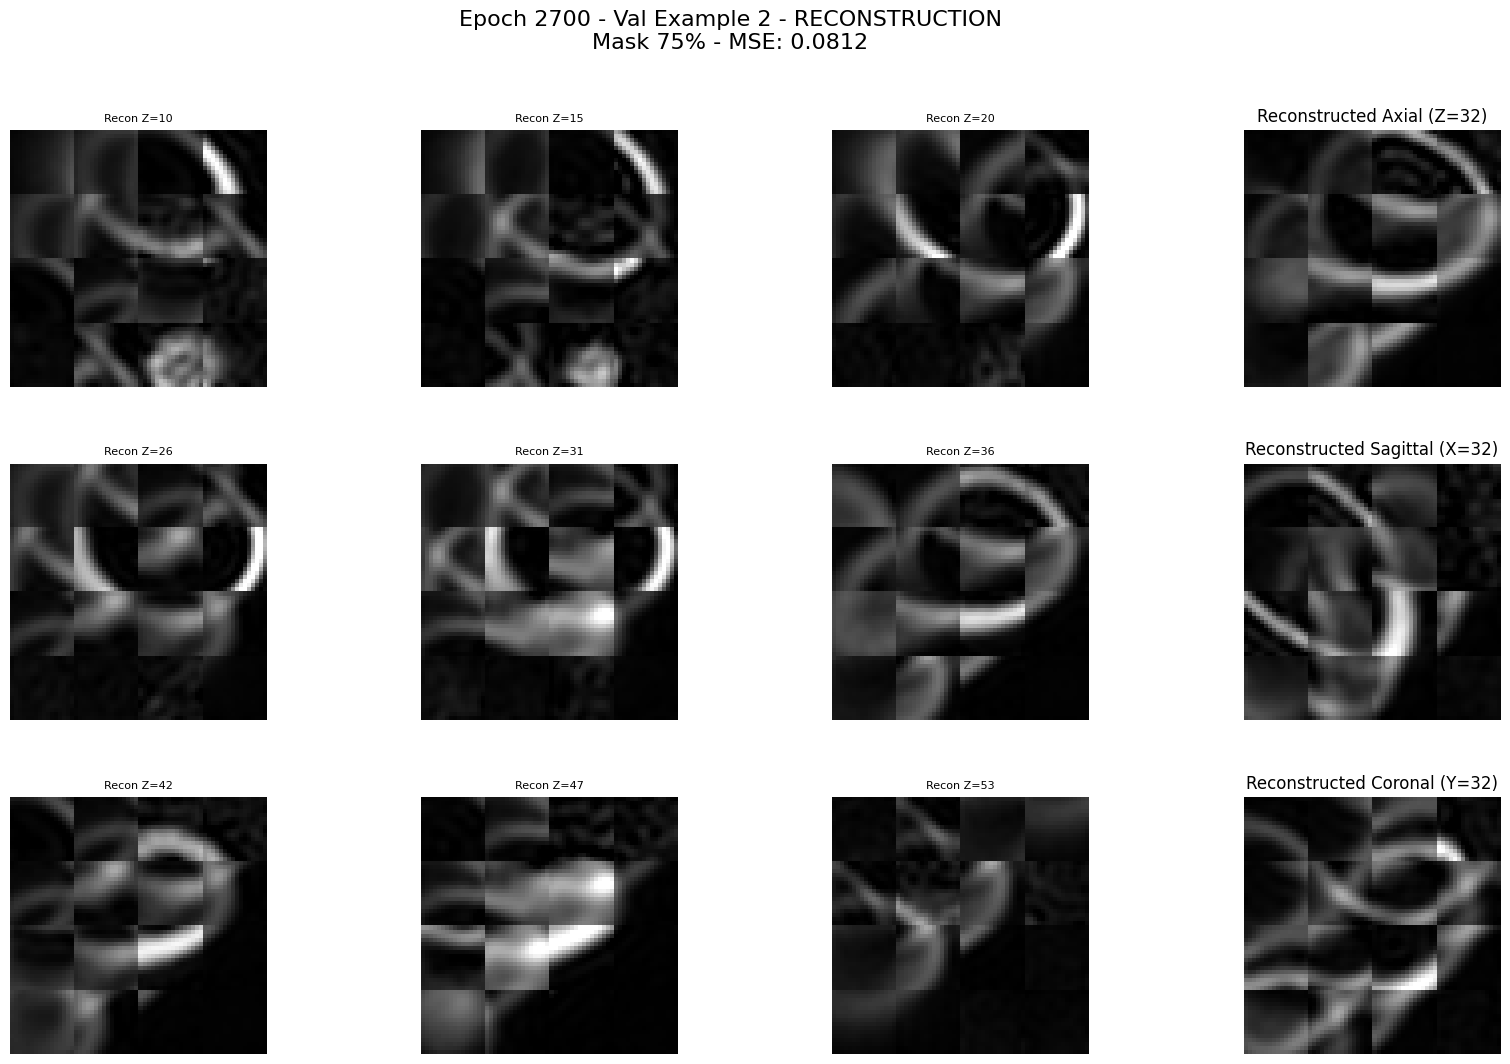 Epoch 2700 - Val Example 2 - RECONSTRUCTION
Mask 75% - MSE: 0.0812
Recon Z=10
Recon Z=15
Recon Z=20
Reconstructed Axial (Z=32)
Recon Z=26
Recon Z=31
Recon Z=36
Reconstructed Sagittal (X=32)
Recon Z=42
Recon Z=47
Recon Z=53
Reconstructed Coronal (Y=32)